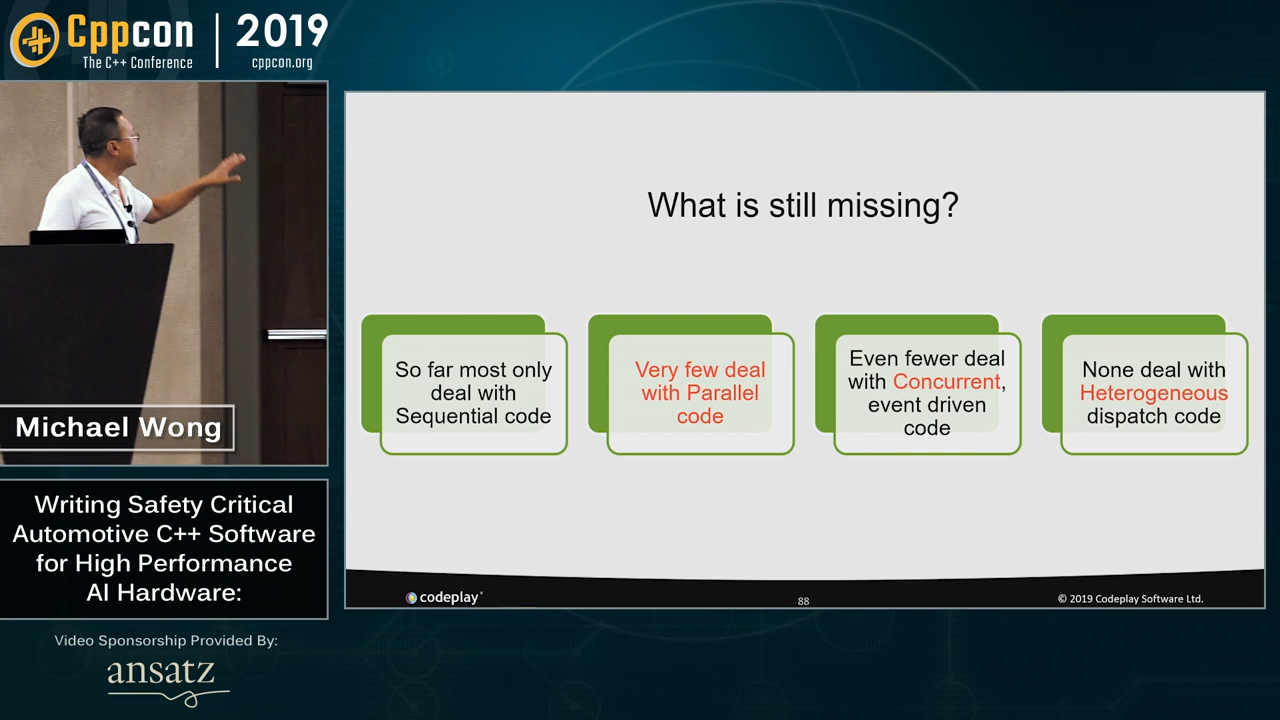 Cppcon
The C++ Conference
2019
cppcon.org
What is still missing?
So far most only
deal with
Sequential code
Very few deal
with Parallel
code
Even fewer deal
with Concurrent,
event driven
code
None deal with
Heterogeneous
dispatch code
codeplay
88
© 2019 Codeplay Software Ltd.
Michael Wong
Writing Safety Critical
Automotive C++ Software
for High Performance
AI Hardware:
Video Sponsorship Provided By:
ansatz